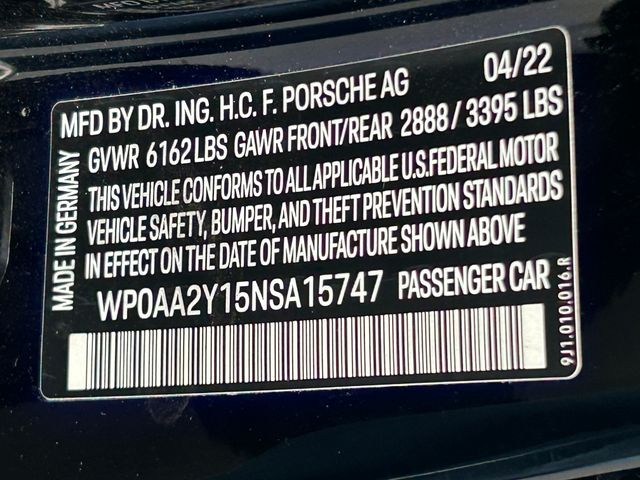 MFD BY DR. ING. H.C. F. PORSCHE AG 04/22
GVWR 6162 LBS GAWR FRONT/REAR 2888 / 3395 LBS
THIS VEHICLE CONFORMS TO ALL APPLICABLE U.S. FEDERAL MOTOR
VEHICLE SAFETY, BUMPER, AND THEFT PREVENTION STANDARDS
IN EFFECT ON THE DATE OF MANUFACTURE SHOWN ABOVE
WP0AA2Y15NSA15747 PASSENGER CAR
MADE IN GERMANY
9J1.010.016.R